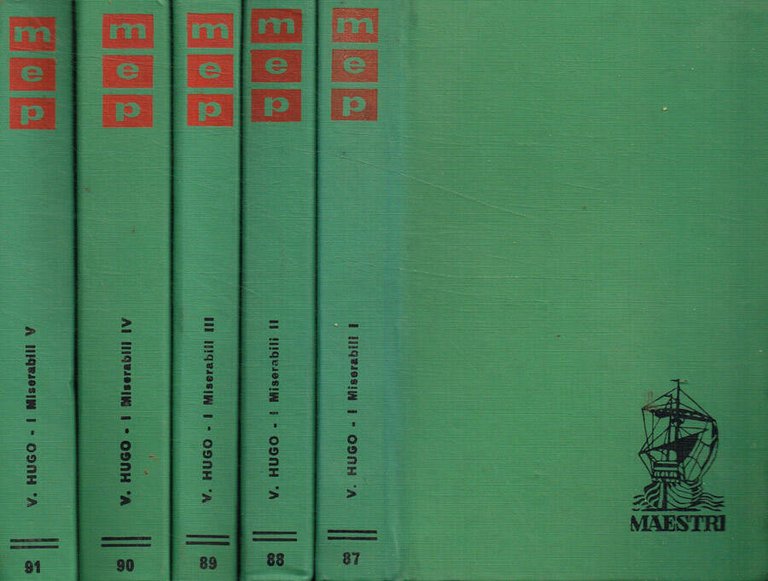 m
e
p
V. HUGO - I Miserabili V
91
m
e
p
V. HUGO - I Miserabili IV
90
m
e
p
V. HUGO - I Miserabili III
89
m
e
p
V. HUGO - I Miserabili II
88
m
e
p
V. HUGO - I Miserabili I
87
MAESTRI